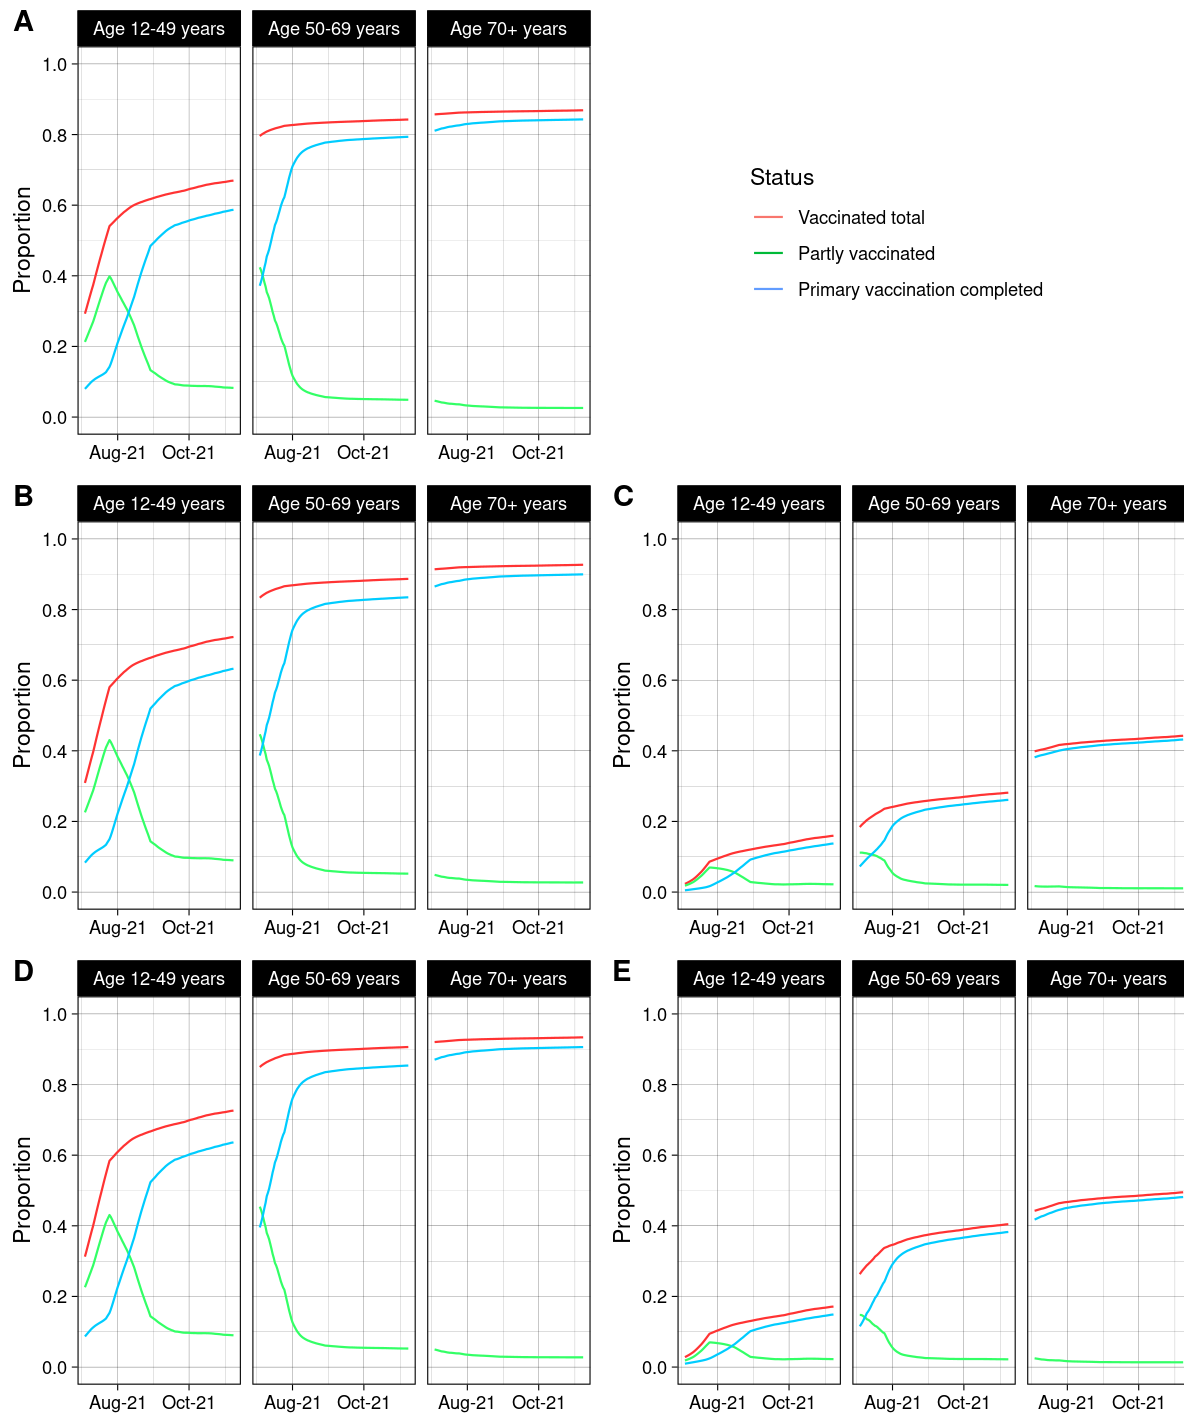 A
Age 12-49 years
Age 50-69 years
Age 70+ years
1.0
0.8
0.6
0.4
0.2
0.0
Proportion
Aug-21
Oct-21
Aug-21
Oct-21
Aug-21
Oct-21
Status
Vaccinated total
Partly vaccinated
Primary vaccination completed
B
Age 12-49 years
Age 50-69 years
Age 70+ years
1.0
0.8
0.6
0.4
0.2
0.0
Proportion
Aug-21
Oct-21
Aug-21
Oct-21
Aug-21
Oct-21
C
Age 12-49 years
Age 50-69 years
Age 70+ years
1.0
0.8
0.6
0.4
0.2
0.0
Proportion
Aug-21
Oct-21
Aug-21
Oct-21
Aug-21
Oct-21
D
Age 12-49 years
Age 50-69 years
Age 70+ years
1.0
0.8
0.6
0.4
0.2
0.0
Proportion
Aug-21
Oct-21
Aug-21
Oct-21
Aug-21
Oct-21
E
Age 12-49 years
Age 50-69 years
Age 70+ years
1.0
0.8
0.6
0.4
0.2
0.0
Proportion
Aug-21
Oct-21
Aug-21
Oct-21
Aug-21
Oct-21